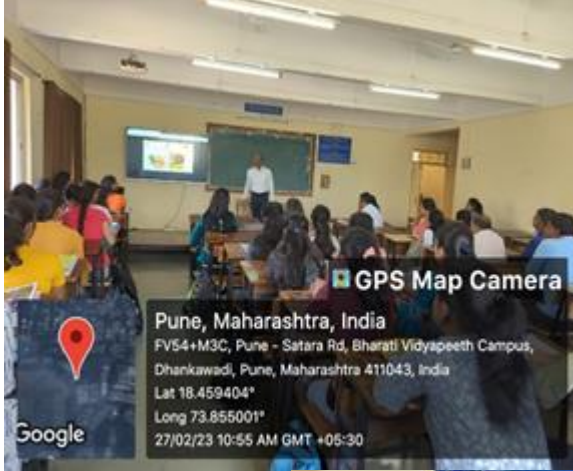 GPS Map Camera
Pune, Maharashtra, India
FV54+M3C, Pune - Satara Rd, Bharati Vidyapeeth Campus,
Dhankawadi, Pune, Maharashtra 411043, India
Lat 18.459404°
Long 73.855001°
27/02/23 10:55 AM GMT +05:30
Google